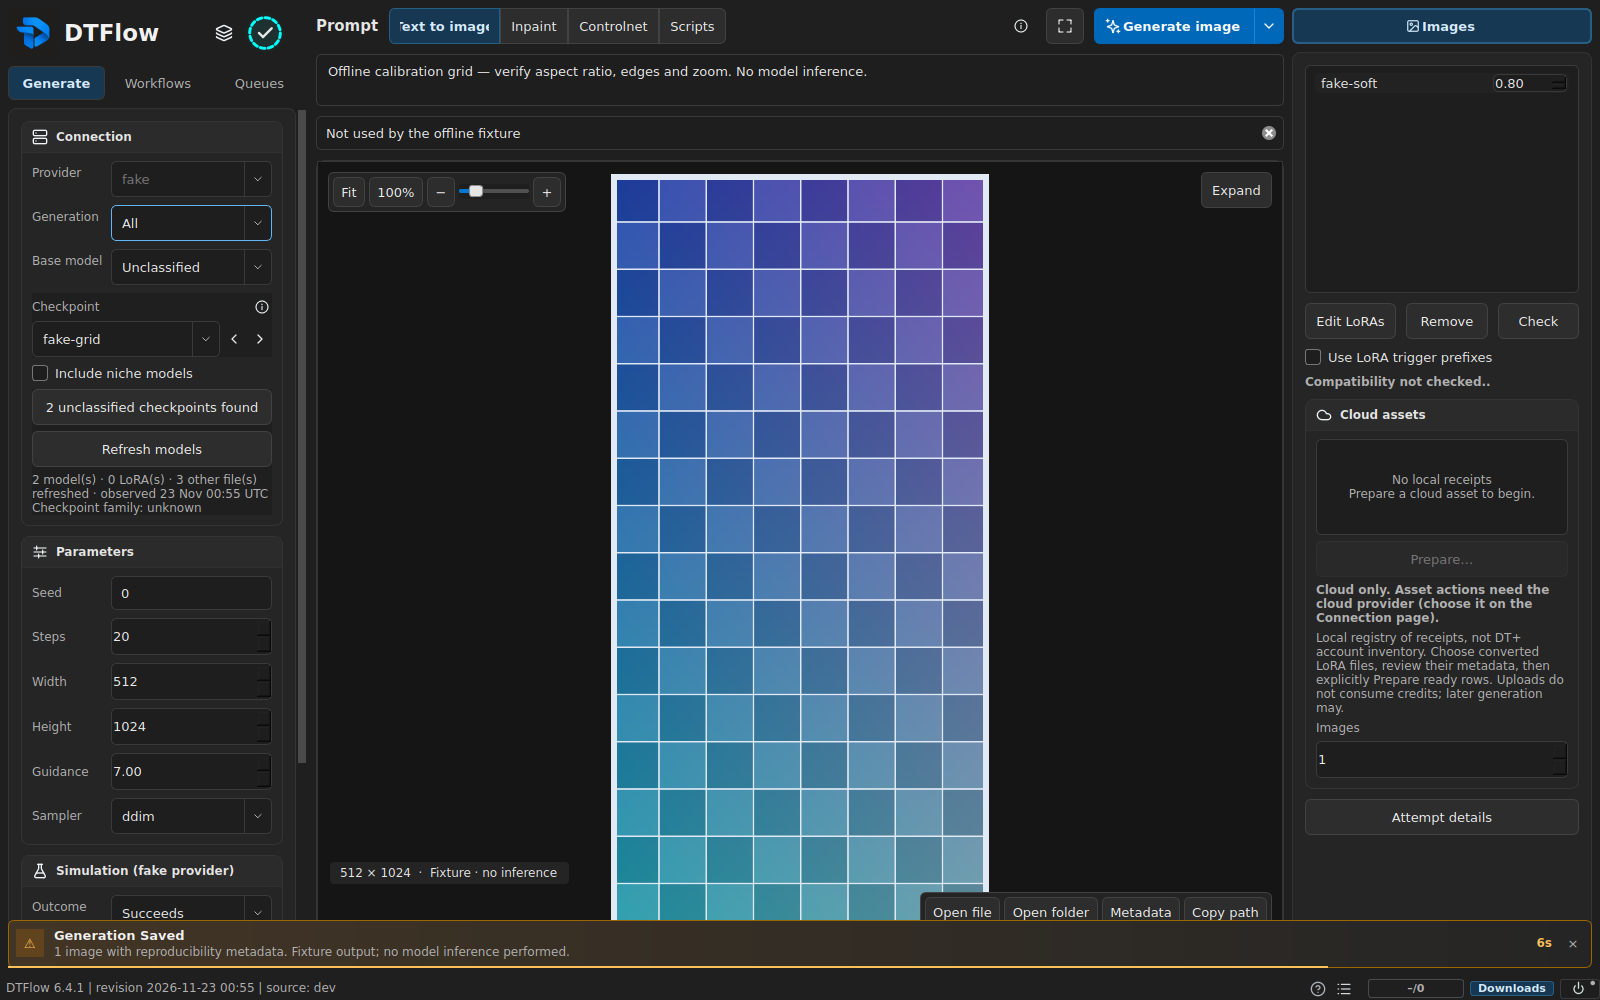 DTFlow
Generate
Workflows
Queues
Connection
Provider
fake
Generation
All
Base model
Unclassified
Checkpoint
fake-grid
Include niche models
2 unclassified checkpoints found
Refresh models
2 model(s) · 0 LoRA(s) · 3 other file(s)
refreshed · observed 23 Nov 00:55 UTC
Checkpoint family: unknown
Parameters
Seed
0
Steps
20
Width
512
Height
1024
Guidance
7.00
Sampler
ddim
Simulation (fake provider)
Outcome
Succeeds
Prompt
Text to image
Inpaint
Controlnet
Scripts
Generate image
Offline calibration grid — verify aspect ratio, edges and zoom. No model inference.
Not used by the offline fixture
Fit
100%
−
+
Expand
512 × 1024 · Fixture · no inference
Open file
Open folder
Metadata
Copy path
Images
fake-soft
0.80
Edit LoRAs
Remove
Check
Use LoRA trigger prefixes
Compatibility not checked..
Cloud assets
No local receipts
Prepare a cloud asset to begin.
Prepare...
Cloud only. Asset actions need the
cloud provider (choose it on the
Connection page).
Local registry of receipts, not DT+
account inventory. Choose converted
LoRA files, review their metadata, then
explicitly Prepare ready rows. Uploads do
not consume credits; later generation
may.
Images
1
Attempt details
Generation Saved
1 image with reproducibility metadata. Fixture output; no model inference performed.
6s
DTFlow 6.4.1 | revision 2026-11-23 00:55 | source: dev
-/0
Downloads